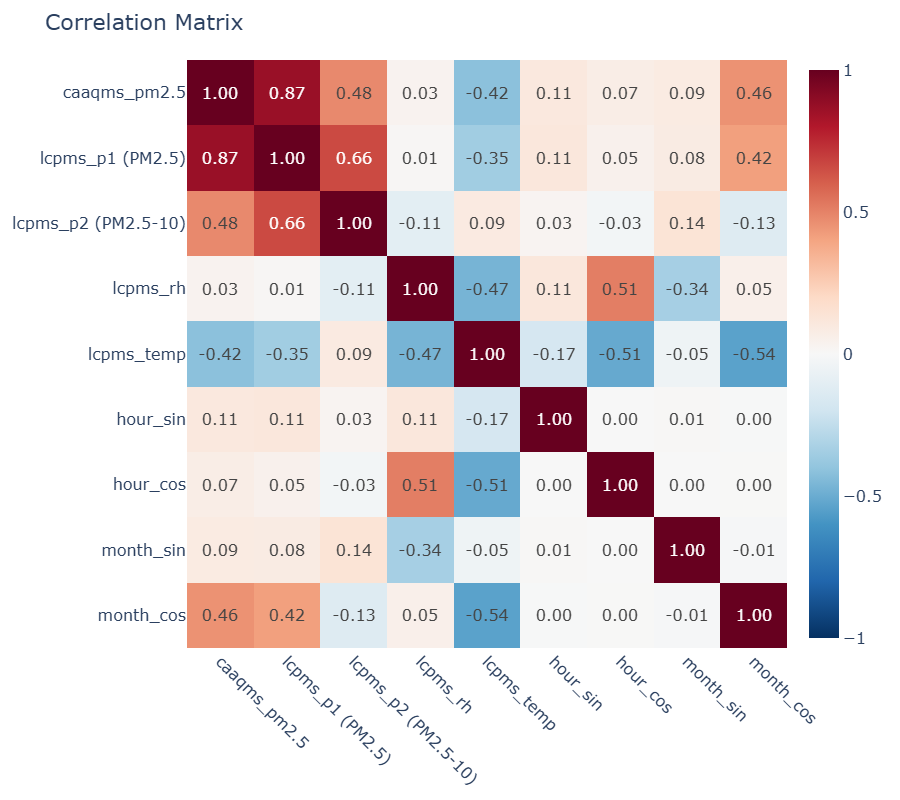 Correlation Matrix
caaqms_pm2.5 1.00 0.87 0.48 0.03 -0.42 0.11 0.07 0.09 0.46
lcpms_p1 (PM2.5) 0.87 1.00 0.66 0.01 -0.35 0.11 0.05 0.08 0.42
lcpms_p2 (PM2.5-10) 0.48 0.66 1.00 -0.11 0.09 0.03 -0.03 0.14 -0.13
lcpms_rh 0.03 0.01 -0.11 1.00 -0.47 0.11 0.51 -0.34 0.05
lcpms_temp -0.42 -0.35 0.09 -0.47 1.00 -0.17 -0.51 -0.05 -0.54
hour_sin 0.11 0.11 0.03 0.11 -0.17 1.00 0.00 0.01 0.00
hour_cos 0.07 0.05 -0.03 0.51 -0.51 0.00 1.00 0.00 0.00
month_sin 0.09 0.08 0.14 -0.34 -0.05 0.01 0.00 1.00 -0.01
month_cos 0.46 0.42 -0.13 0.05 -0.54 0.00 0.00 -0.01 1.00
caaqms_pm2.5
lcpms_p1 (PM2.5)
lcpms_p2 (PM2.5-10)
lcpms_rh
lcpms_temp
hour_sin
hour_cos
month_sin
month_cos
1
0.5
0
−0.5
−1